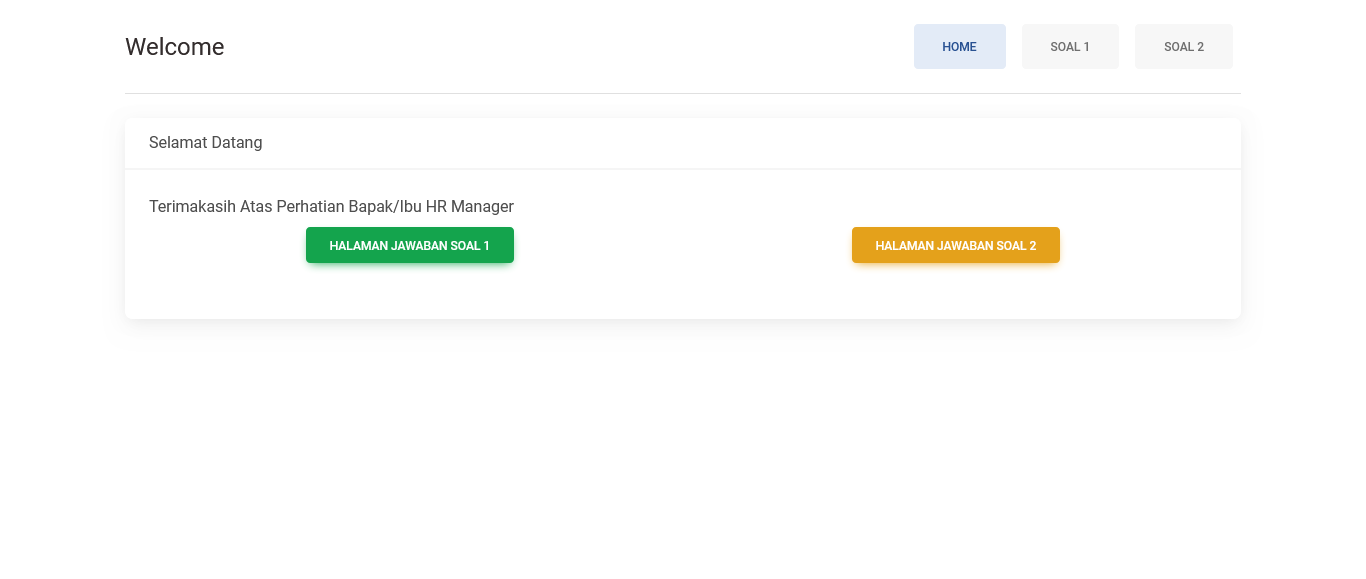 Welcome
HOME
SOAL 1
SOAL 2
Selamat Datang
Terimakasih Atas Perhatian Bapak/Ibu HR Manager
HALAMAN JAWABAN SOAL 1
HALAMAN JAWABAN SOAL 2